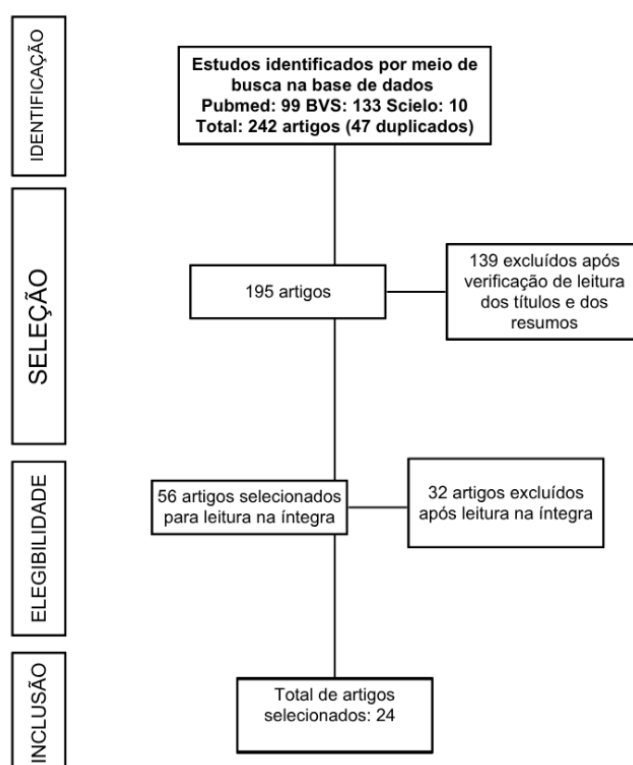 IDENTIFICAÇÃO
Estudos identificados por meio de
busca na base de dados
Pubmed: 99 BVS: 133 Scielo: 10
Total: 242 artigos (47 duplicados)
SELEÇÃO
195 artigos
139 excluídos após
verificação de leitura
dos títulos e dos
resumos
ELEGIBILIDADE
56 artigos selecionados
para leitura na íntegra
32 artigos excluídos
após leitura na íntegra
INCLUSÃO
Total de artigos
selecionados: 24